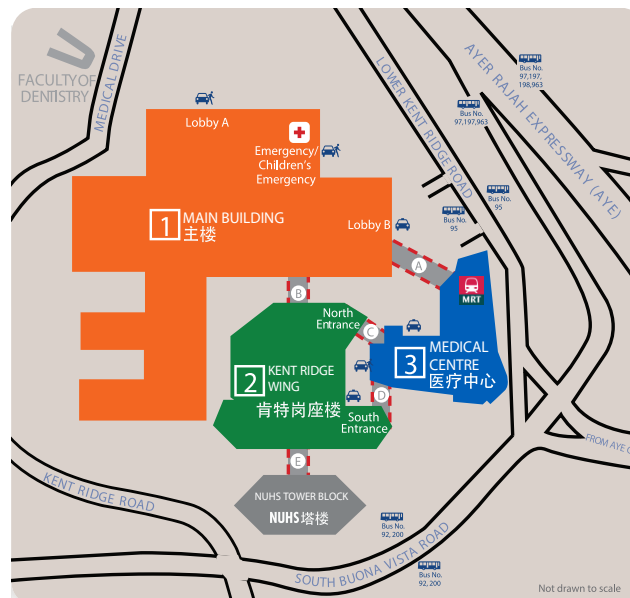 FACULTY OF
DENTISTRY
MEDICAL DRIVE
LOWER KENT RIDGE ROAD
AYER RAJAH EXPRESSWAY (AYE)
Bus No.
97,197,
198,963
Bus No.
97,197,963
Bus No.
95
Bus No.
95
Lobby A
Emergency/
Children's
Emergency
1
MAIN BUILDING
主楼
Lobby B
A
MRT
B
North
Entrance
C
2
KENT RIDGE
WING
肯特岗座楼
3
MEDICAL
CENTRE
医疗中心
D
South
Entrance
E
NUHS TOWER BLOCK
NUHS塔楼
FROM AYE
KENT RIDGE ROAD
SOUTH BUONA VISTA ROAD
Bus No.
92, 200
Bus No.
92, 200
Not drawn to scale